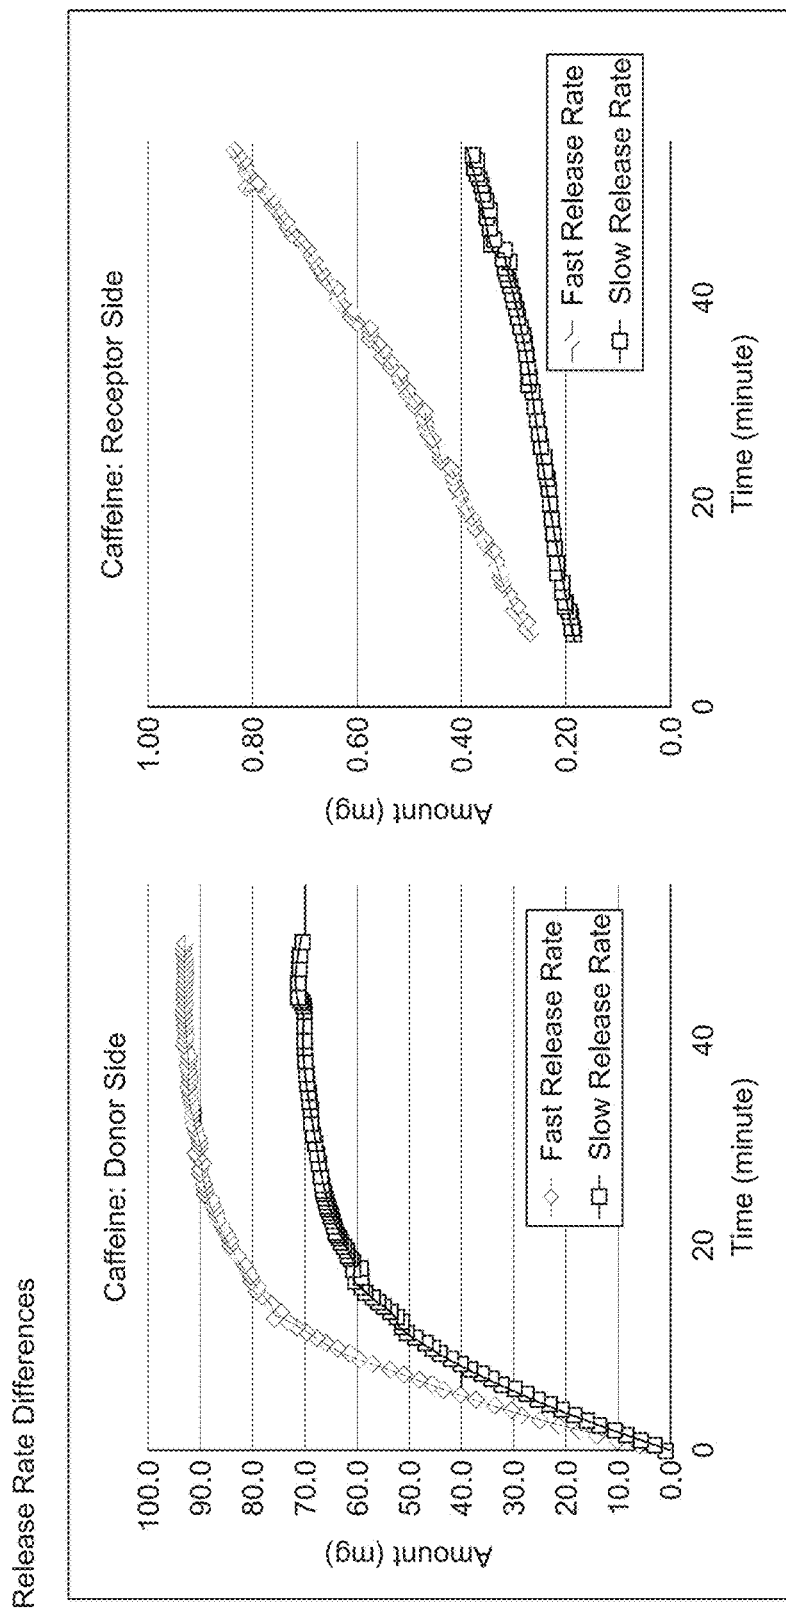 Release Rate Differences
Caffeine: Donor Side
100.0
90.0
80.0
70.0
60.0
50.0
40.0
30.0
20.0
10.0
0.0
Amount (mg)
0
20
40
Time (minute)
Fast Release Rate
Slow Release Rate
Caffeine: Receptor Side
1.00
0.80
0.60
0.40
0.20
0.0
Amount (mg)
0
20
40
Time (minute)
Fast Release Rate
Slow Release Rate